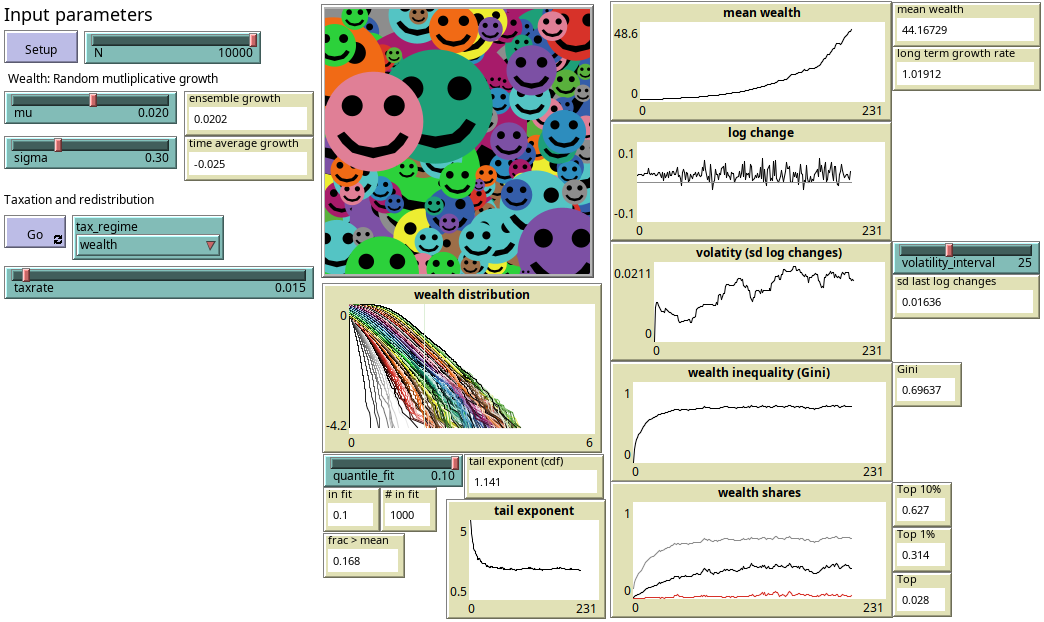 Input parameters
Setup
N 10000
Wealth: Random mutliplicative growth
mu 0.020
ensemble growth
0.0202
sigma 0.30
time average growth
-0.025
Taxation and redistribution
Go
tax_regime
wealth
taxrate 0.015
wealth distribution
0
-4.2
0 6
quantile_fit 0.10
tail exponent (cdf)
1.141
in fit
0.1
# in fit
1000
frac > mean
0.168
tail exponent
5
0.5
0 231
mean wealth
48.6
0
0 231
mean wealth
44.16729
long term growth rate
1.01912
log change
0.1
-0.1
0 231
volatity (sd log changes)
0.0211
0
0 231
volatility_interval 25
sd last log changes
0.01636
wealth inequality (Gini)
1
0
0 231
Gini
0.69637
wealth shares
1
0
0 231
Top 10%
0.627
Top 1%
0.314
Top
0.028